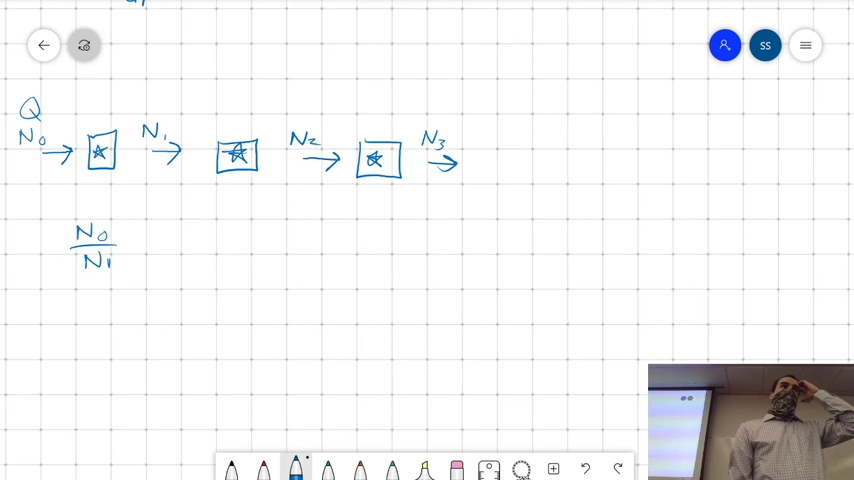 SS
Q
N₀ → ☆ N₁ → ☆ N₂ → ☆ N₃ →
N₀
N₁